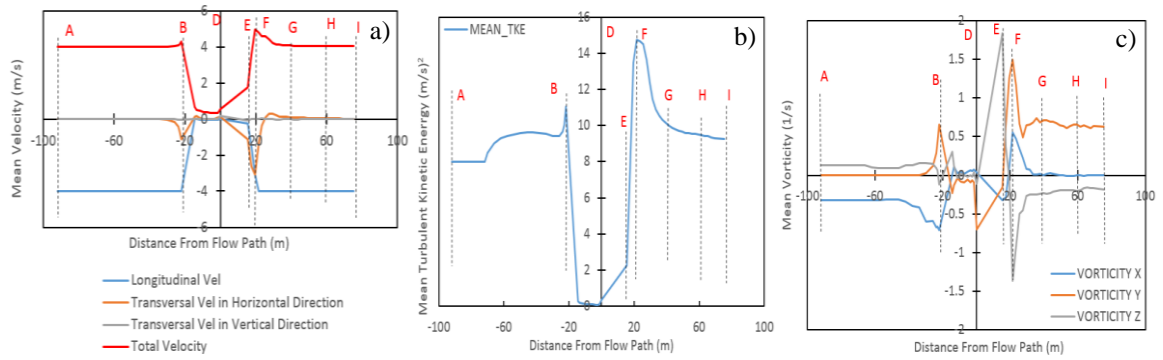 a)
6
4
2
0
-2
-4
6
-100
-60
-20
20
60
100
A
B
D
E
F
G
H
I
Mean Velocity (m/s)
Distance From Flow Path (m)
Longitudinal Vel
Transversal Vel in Horizontal Direction
Transversal Vel in Vertical Direction
Total Velocity
b)
MEAN_TKE
16
14
12
10
8
6
4
2
0
-100
-60
-20
20
60
100
A
B
D
F
E
G
H
I
Mean Turbulent Kinetic Enerrgy (m/s)²
Distance From Flow Path (m)
c)
2
1.5
1
0.5
0
-0.5
-1
-1.5
2
-100
-60
-20
20
60
100
A
B
D
E
F
G
H
I
Mean Vorticity (1/s)
Distance From Flow Path (m)
VORTICITY X
VORTICITY Y
VORTICITY Z